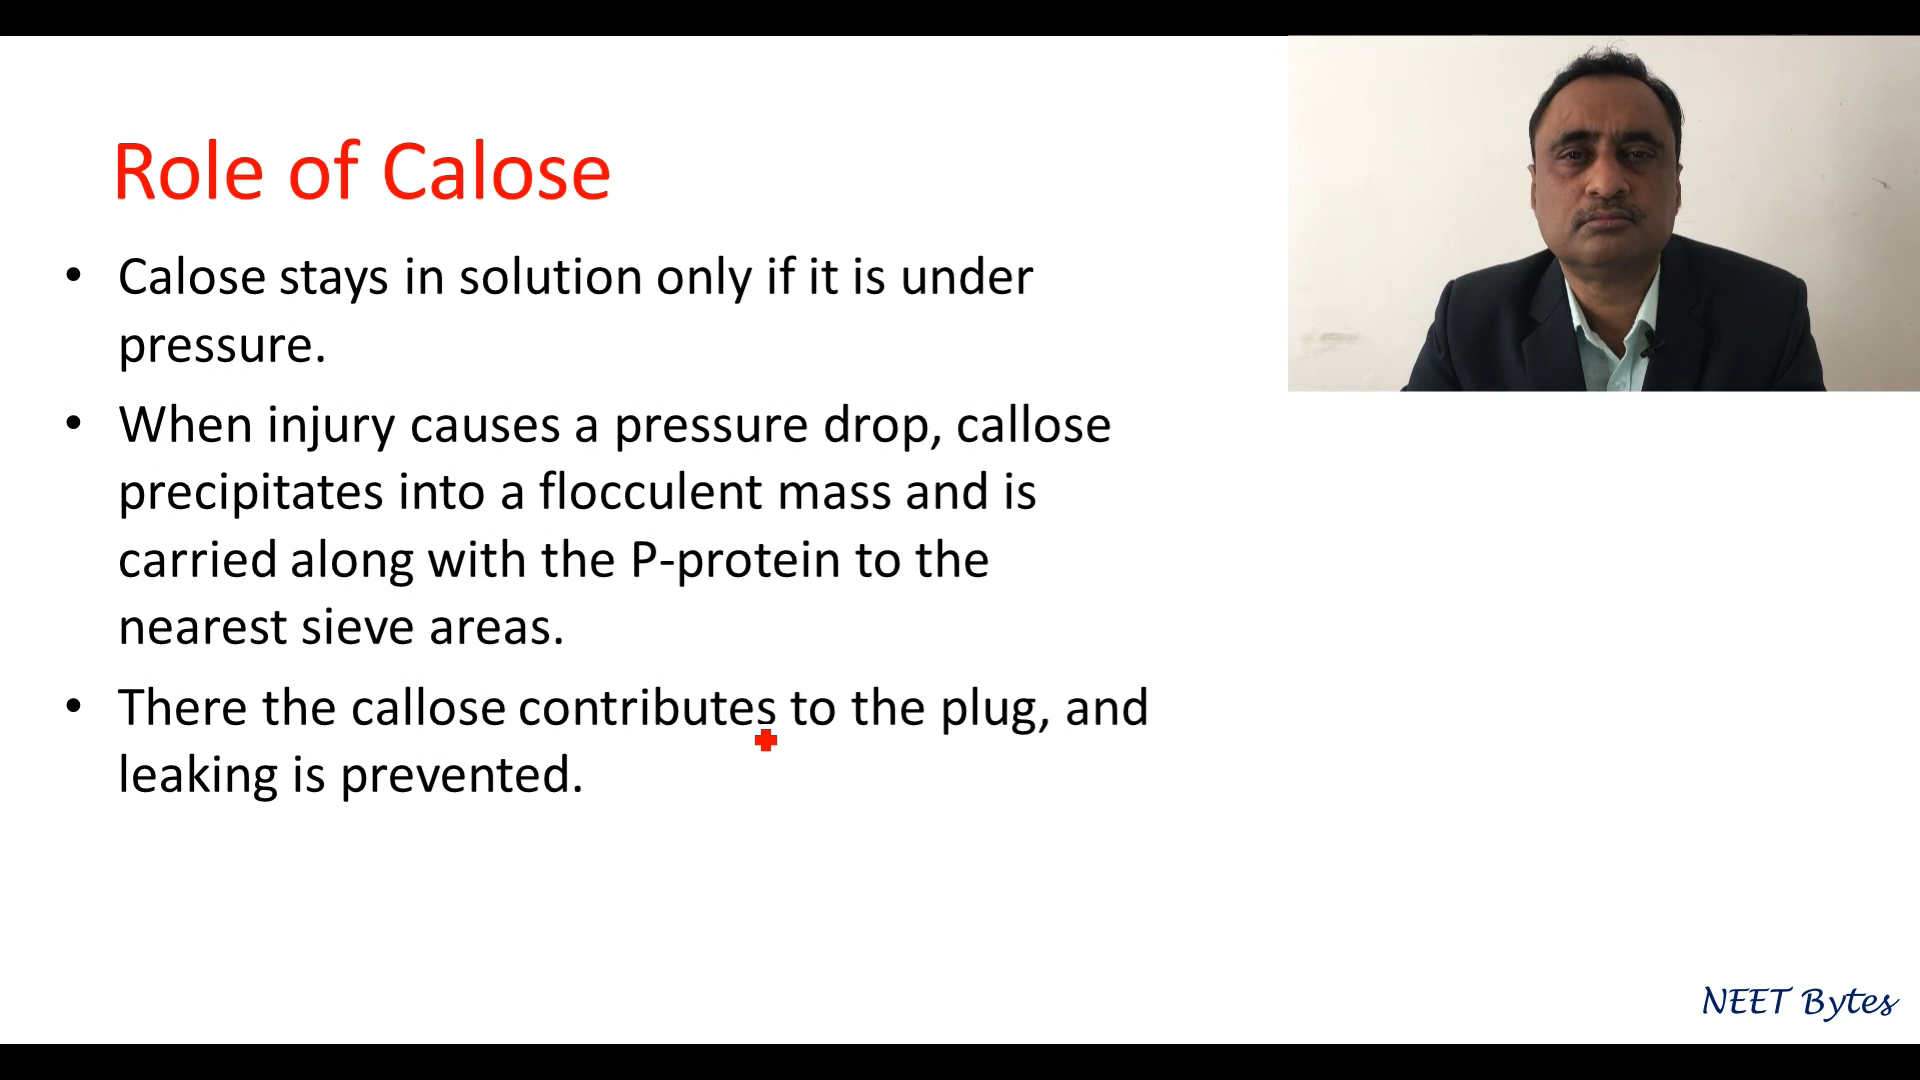 Role of Calose
• Calose stays in solution only if it is under
pressure.
• When injury causes a pressure drop, callose
precipitates into a flocculent mass and is
carried along with the P-protein to the
nearest sieve areas.
• There the callose contributes to the plug, and
leaking is prevented.
NEET Bytes